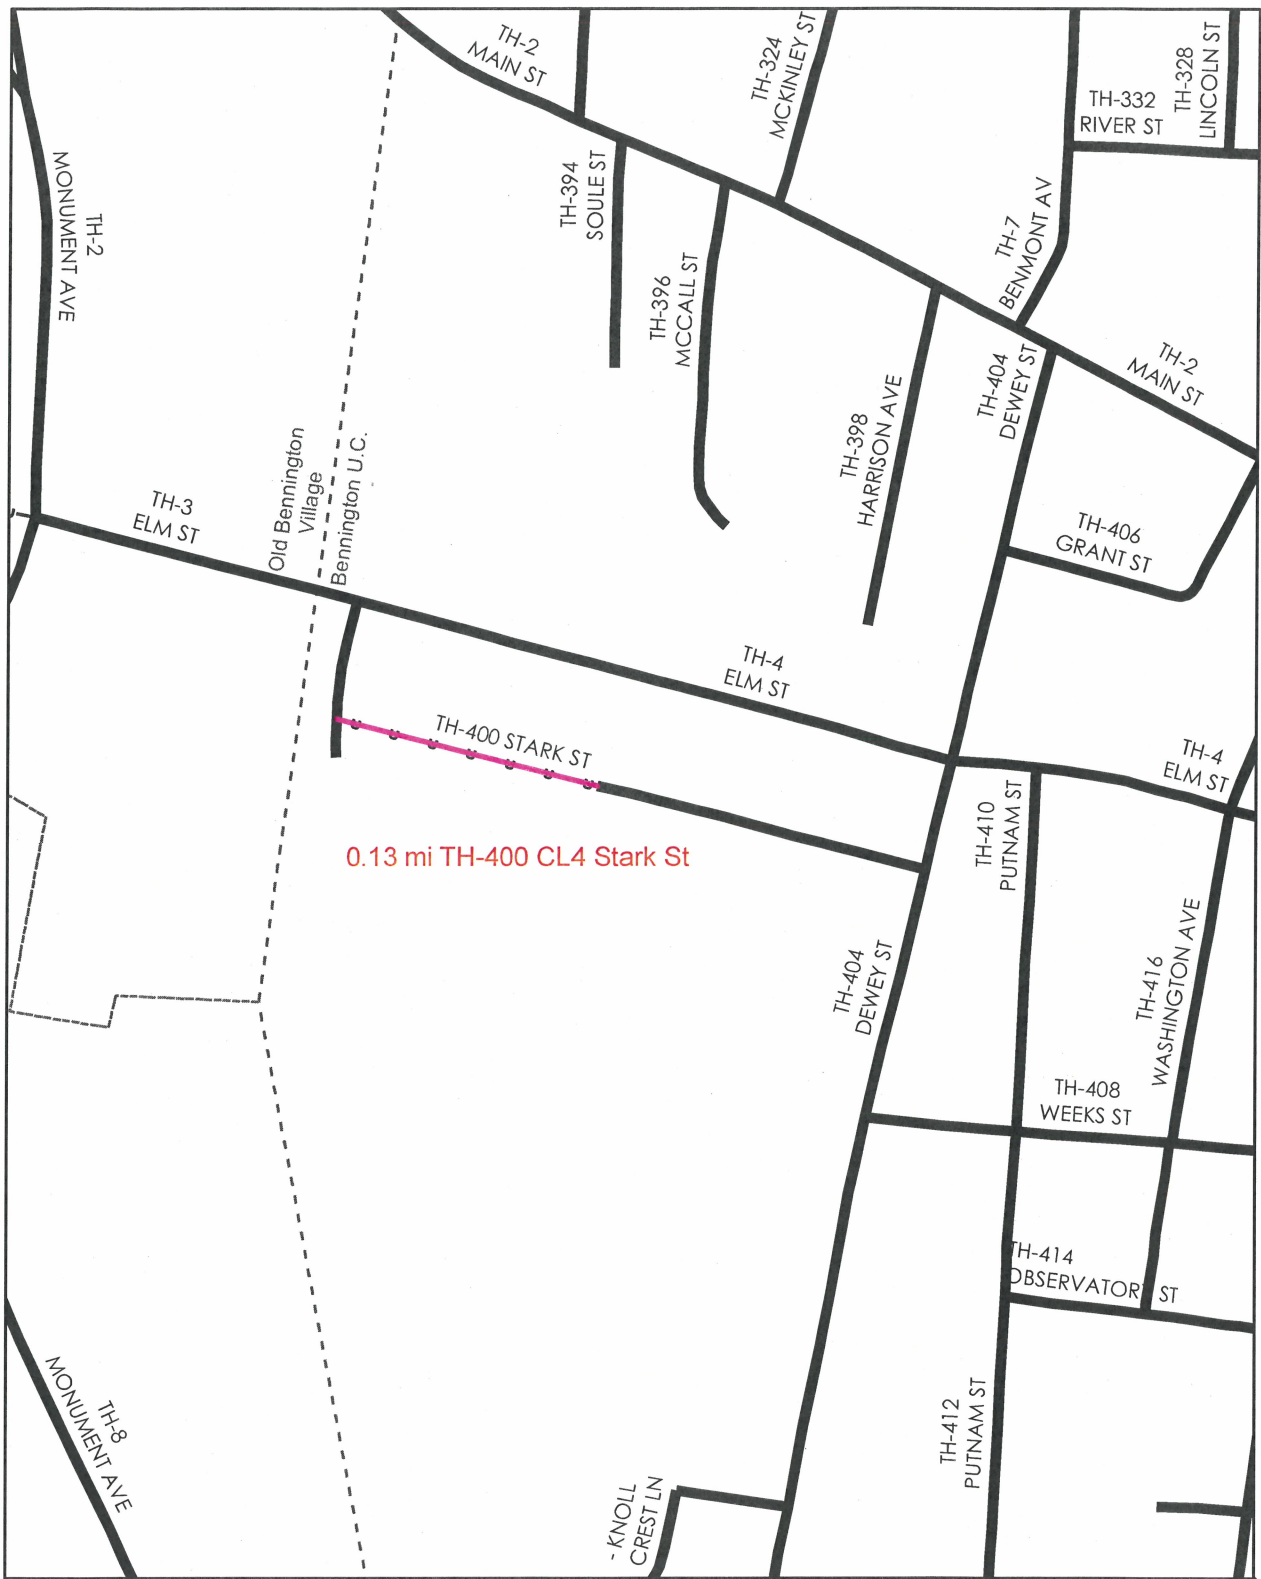 TH-2
MAIN ST
TH-324
MCKINLEY ST
TH-332
RIVER ST
TH-328
LINCOLN ST
TH-2
MONUMENT AVE
TH-394
SOULE ST
TH-396
MCCALL ST
TH-7
BENMONT AV
TH-398
HARRISON AVE
TH-404
DEWEY ST
TH-2
MAIN ST
TH-3
ELM ST
Old Bennington
Village
Bennington U.C.
TH-406
GRANT ST
TH-4
ELM ST
TH-400 STARK ST
TH-4
ELM ST
0.13 mi TH-400 CL4 Stark St
TH-410
PUTNAM ST
TH-404
DEWEY ST
TH-416
WASHINGTON AVE
TH-408
WEEKS ST
TH-414
OBSERVATORY ST
TH-8
MONUMENT AVE
TH-412
PUTNAM ST
- KNOLL
CREST LN